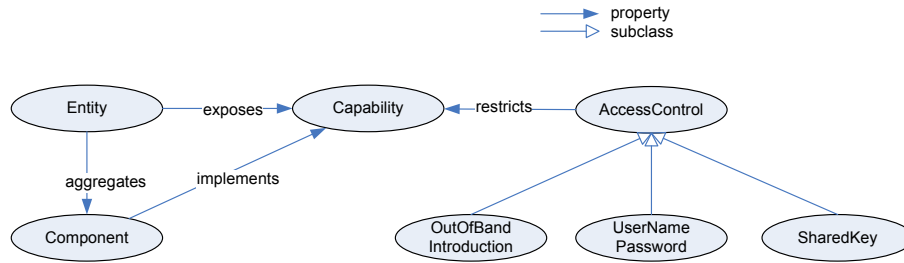 property
subclass
Entity
exposes
Capability
restricts
AccessControl
aggregates
implements
Component
OutOfBand
Introduction
UserName
Password
SharedKey